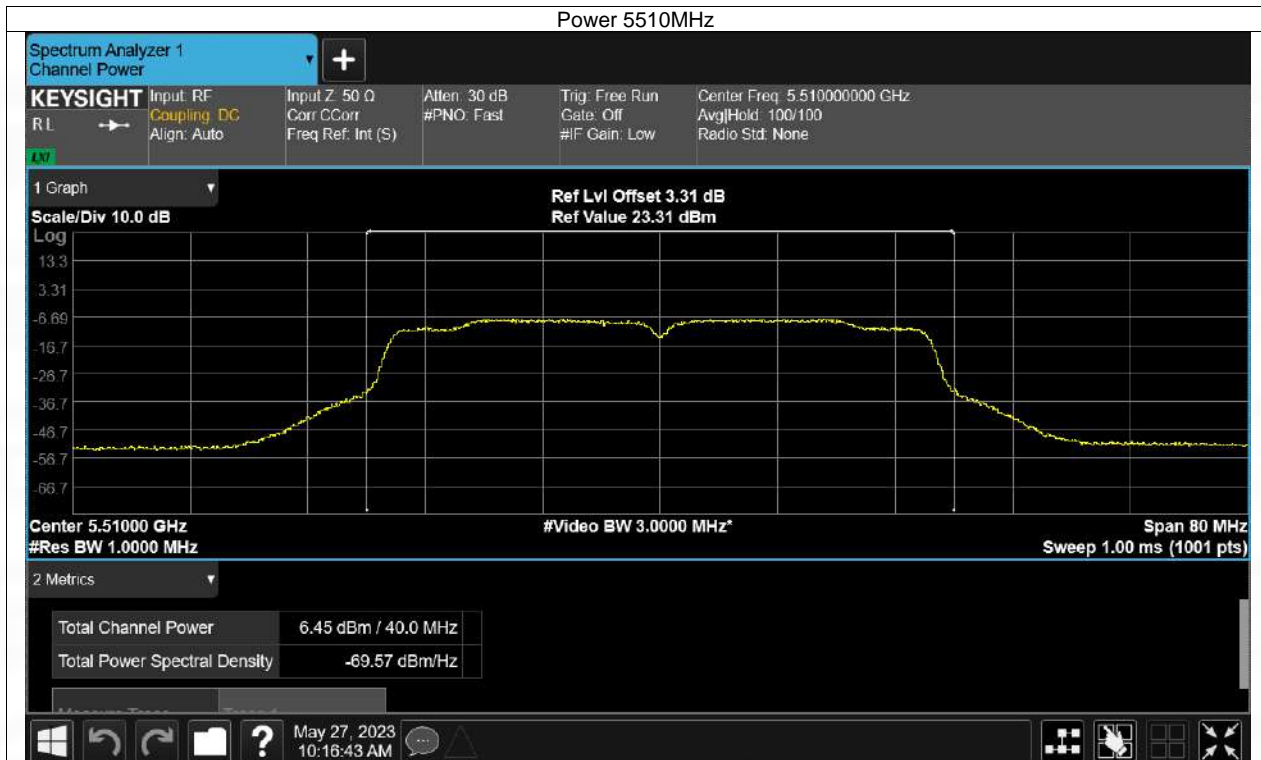 Power 5510MHz
Spectrum Analyzer 1
Channel Power
+
KEYSIGHT
RL
LXI
Input: RF
Coupling: DC
Align: Auto
Input Z: 50 Ω
Corr CCorr
Freq Ref: Int (S)
Atten: 30 dB
#PNO: Fast
Trig: Free Run
Gate: Off
#IF Gain: Low
Center Freq: 5.510000000 GHz
Avg|Hold: 100/100
Radio Std: None
1 Graph
Scale/Div 10.0 dB
Ref Lvl Offset 3.31 dB
Ref Value 23.31 dBm
Log
13.3
3.31
-6.69
-16.7
-26.7
-36.7
-46.7
-56.7
-66.7
Center 5.51000 GHz
#Video BW 3.0000 MHz*
Span 80 MHz
#Res BW 1.0000 MHz
Sweep 1.00 ms (1001 pts)
2 Metrics
Total Channel Power 6.45 dBm / 40.0 MHz
Total Power Spectral Density -69.57 dBm/Hz
?
May 27, 2023
10:16:43 AM